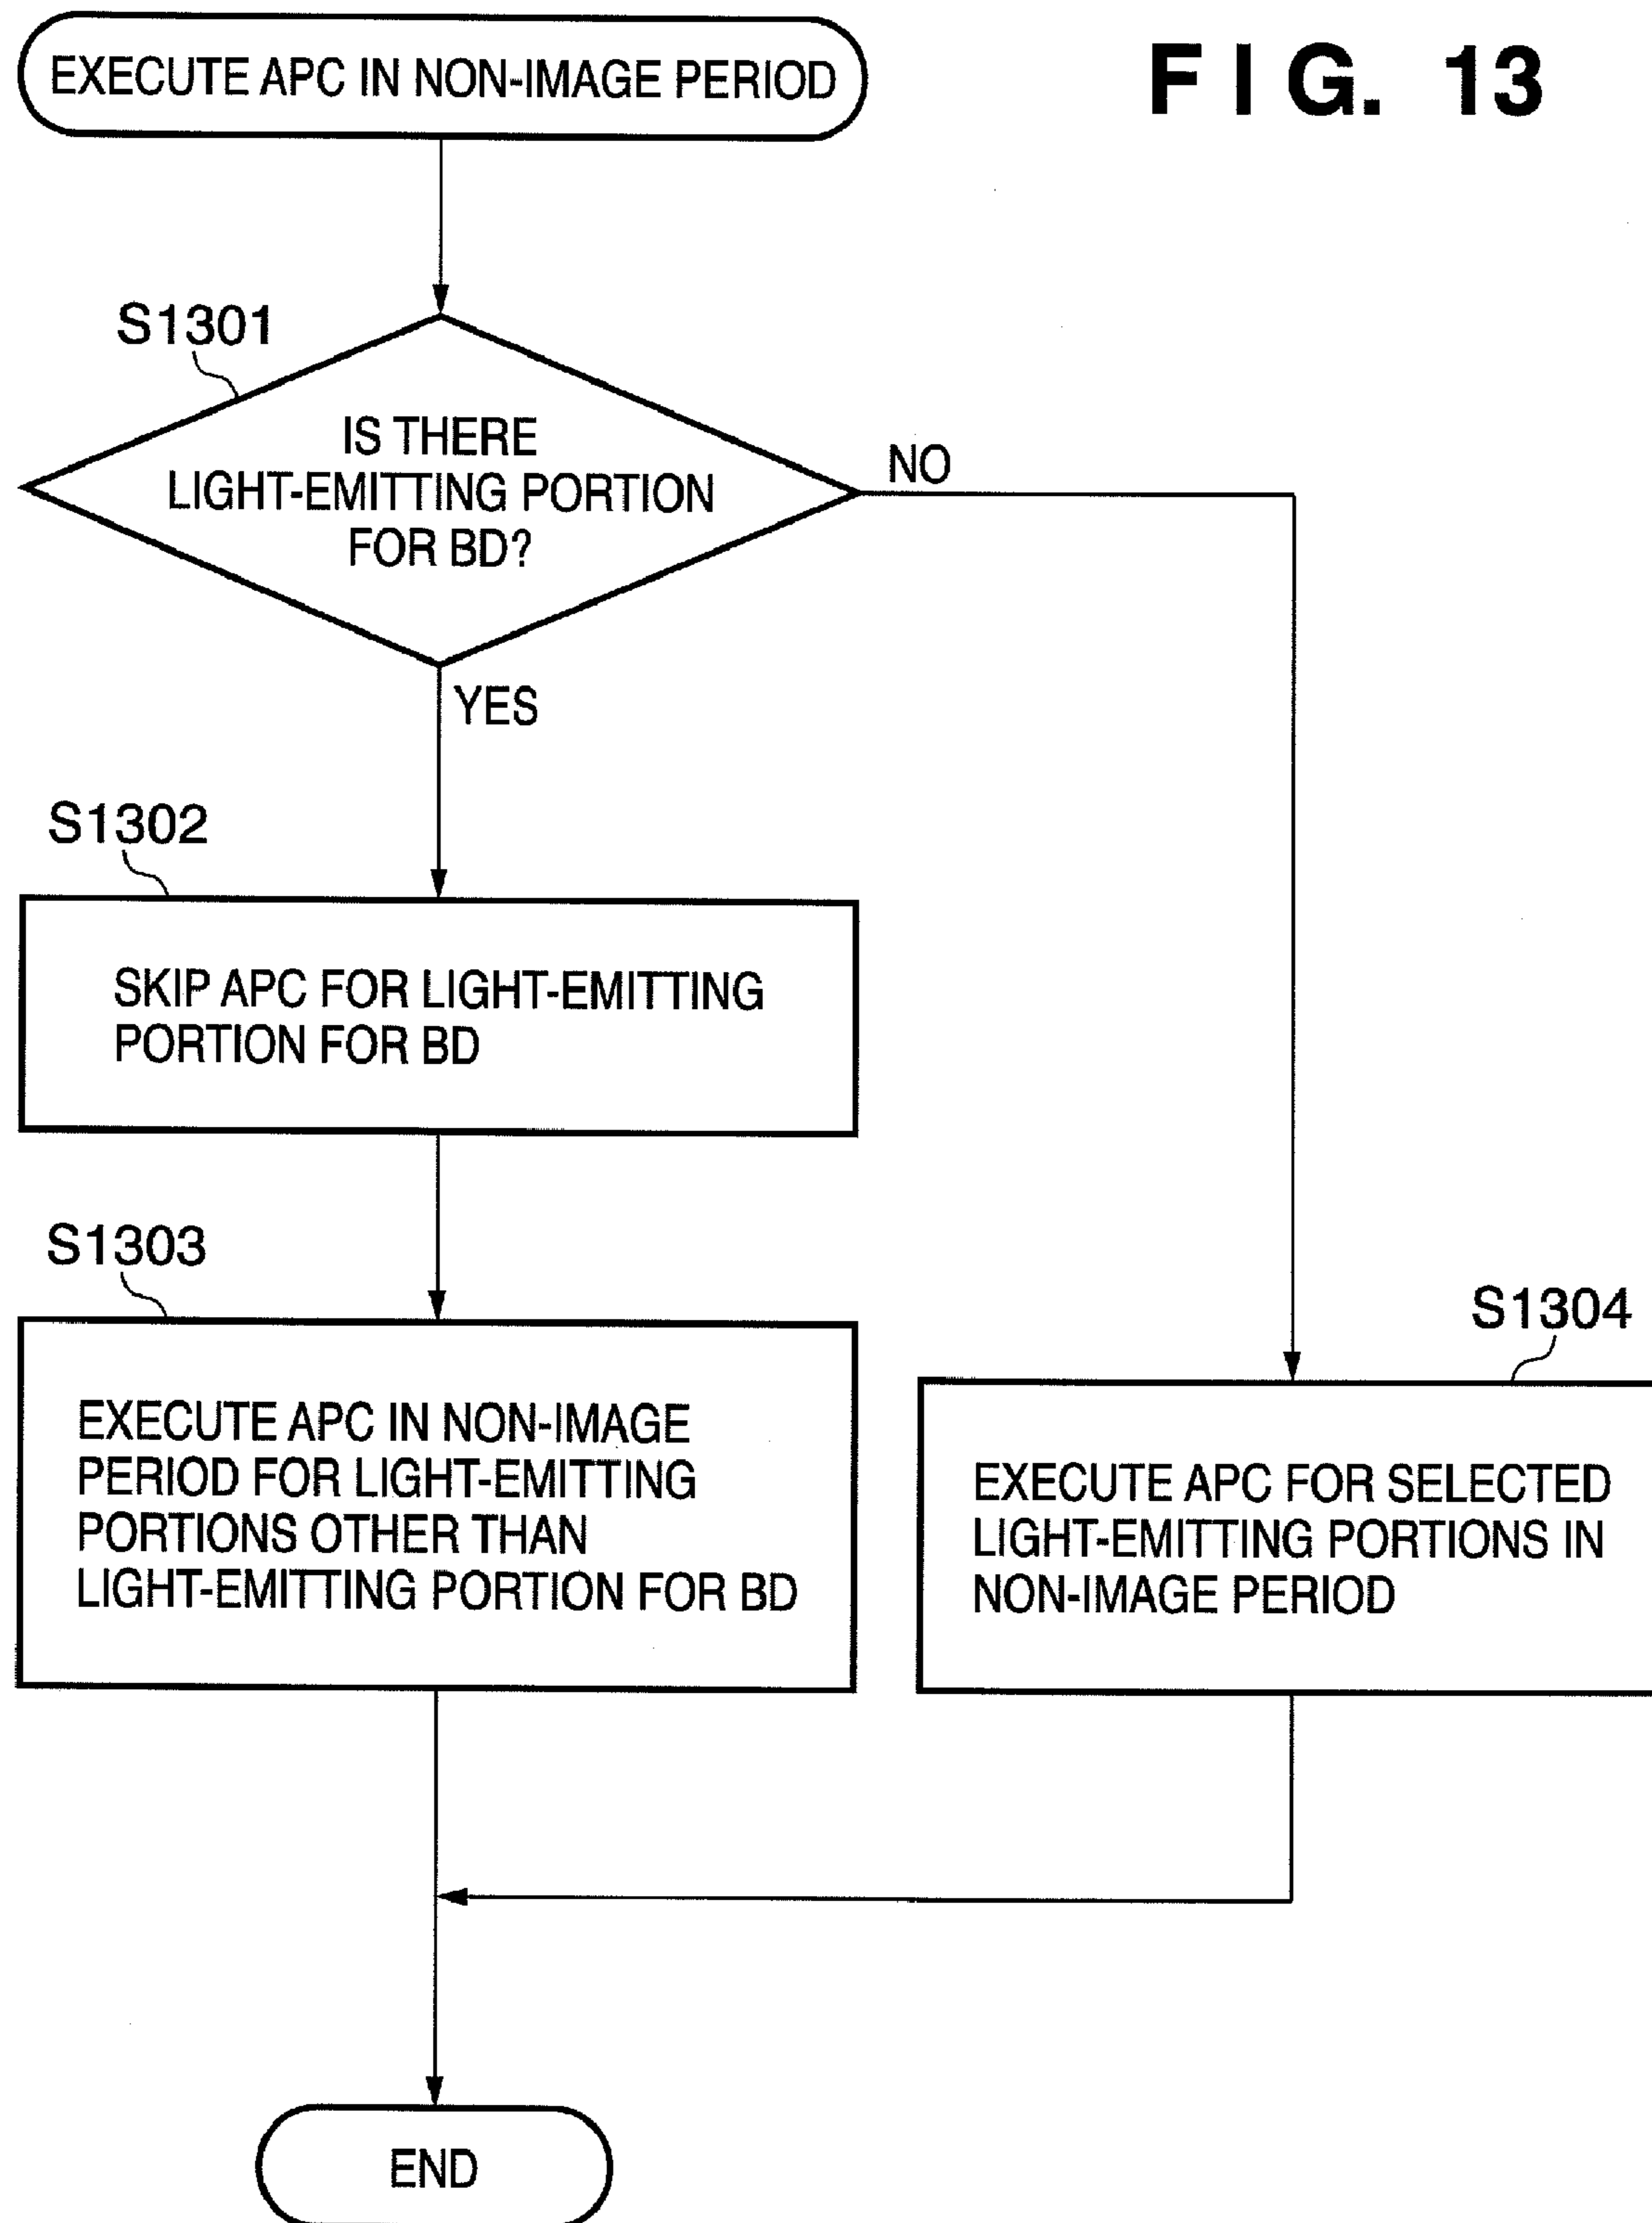 EXECUTE APC IN NON-IMAGE PERIOD
FIG. 13
S1301
IS THERE
LIGHT-EMITTING PORTION
FOR BD?
NO
YES
S1302
SKIP APC FOR LIGHT-EMITTING
PORTION FOR BD
S1303
EXECUTE APC IN NON-IMAGE
PERIOD FOR LIGHT-EMITTING
PORTIONS OTHER THAN
LIGHT-EMITTING PORTION FOR BD
S1304
EXECUTE APC FOR SELECTED
LIGHT-EMITTING PORTIONS IN
NON-IMAGE PERIOD
END